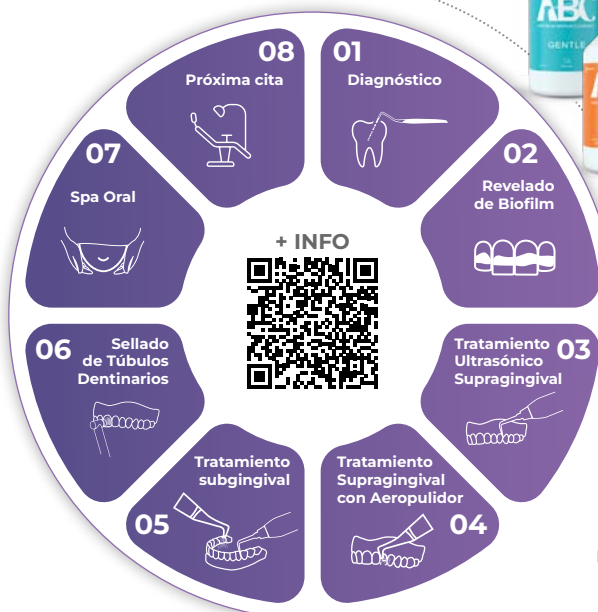 08
Próxima cita
01
Diagnóstico
02
Revelado
de Biofilm
Tratamiento
Ultrasónico
Supragingival
03
Tratamiento
Supragingival
con Aeropulidor
04
Tratamiento
subgingival
05
06
Sellado
de Túbulos
Dentinarios
07
Spa Oral
+ INFO
ABC
GENTLE